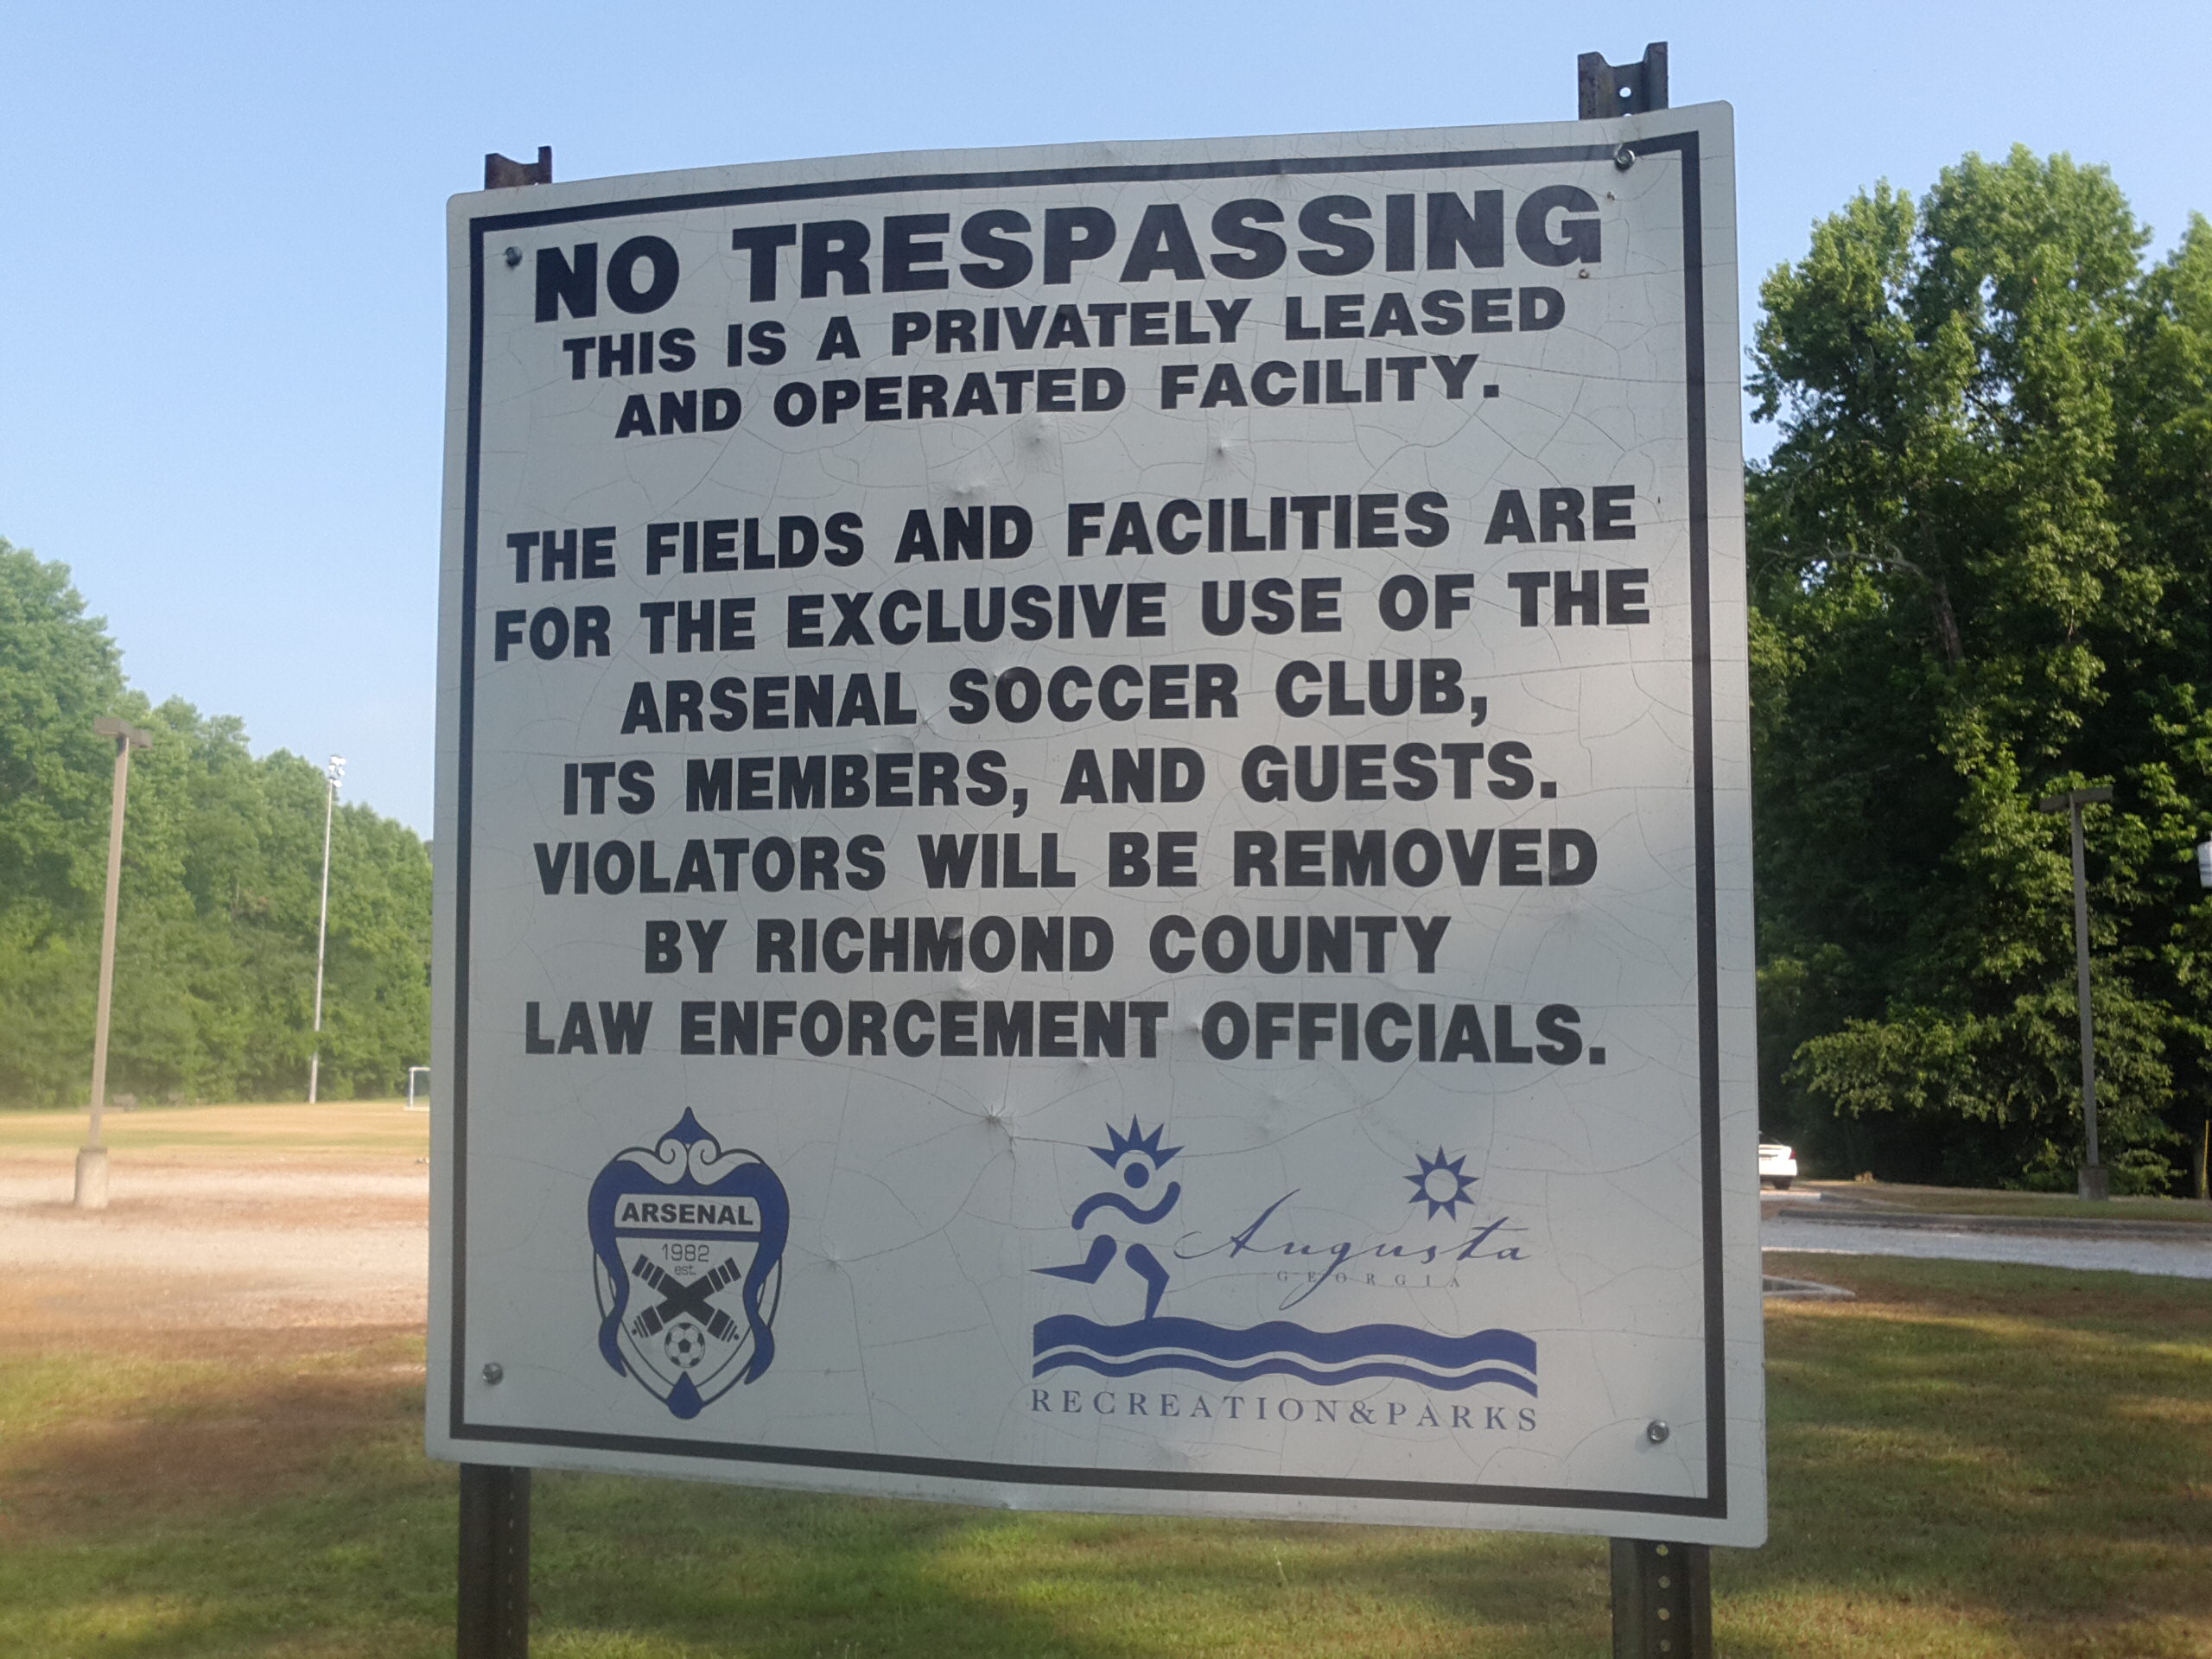 NO TRESPASSING
THIS IS A PRIVATELY LEASED
AND OPERATED FACILITY.
THE FIELDS AND FACILITIES ARE
FOR THE EXCLUSIVE USE OF THE
ARSENAL SOCCER CLUB,
ITS MEMBERS, AND GUESTS.
VIOLATORS WILL BE REMOVED
BY RICHMOND COUNTY
LAW ENFORCEMENT OFFICIALS.
ARSENAL
1982
est.
Augusta
GEORGIA
RECREATION&PARKS